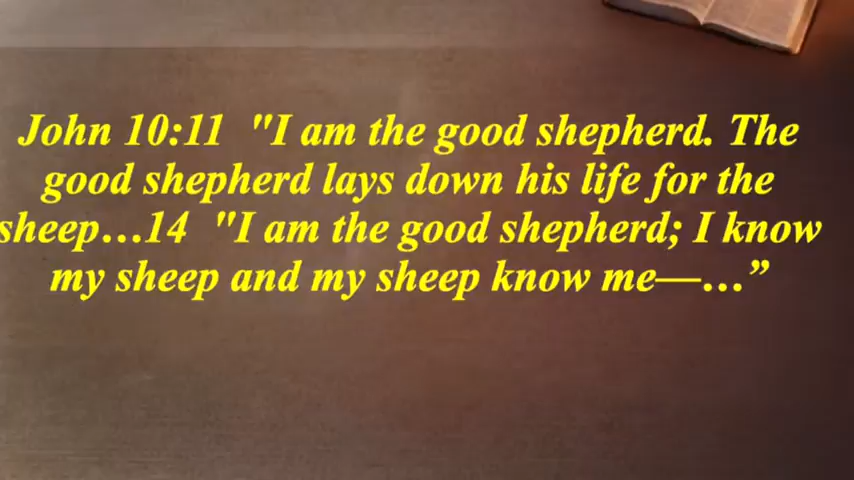 John 10:11  "I am the good shepherd. The
good shepherd lays down his life for the
sheep…14  "I am the good shepherd; I know
my sheep and my sheep know me—…”